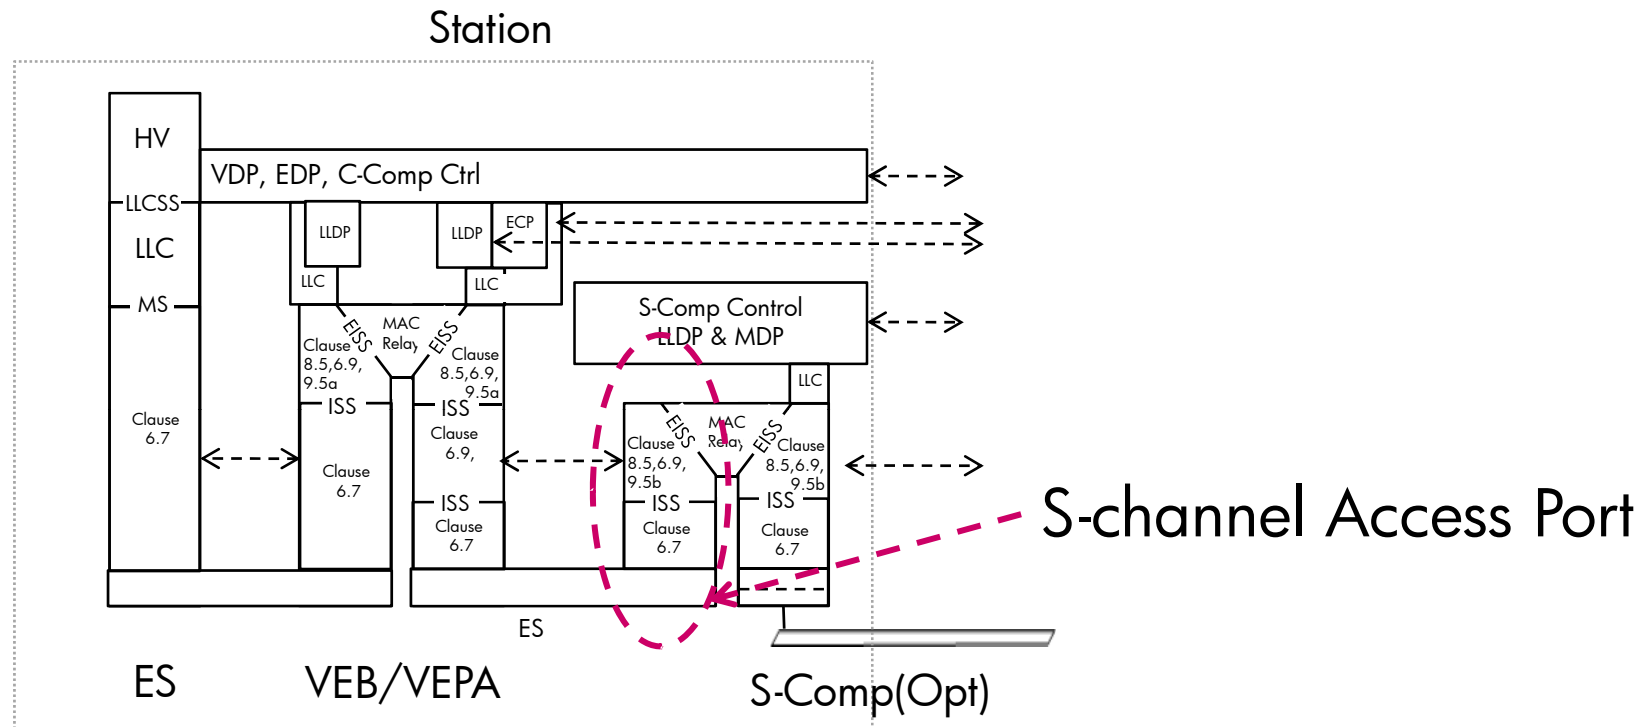 Station
HV
VDP, EDP, C-Comp Ctrl
LLCSS
LLC
MS
Clause
6.7
LLDP
LLDP
ECP
LLC
LLC
EISS
MAC
Relay
EISS
Clause
8.5,6.9,
9.5a
Clause
8.5,6.9,
9.5a
ISS
ISS
Clause
6.7
Clause
6.9,
ISS
Clause
6.7
S-Comp Control
LLDP & MDP
LLC
EISS
MAC
Relay
EISS
Clause
8.5,6.9,
9.5b
Clause
8.5,6.9,
9.5b
ISS
ISS
Clause
6.7
Clause
6.7
S-channel Access Port
ES
ES
VEB/VEPA
S-Comp(Opt)